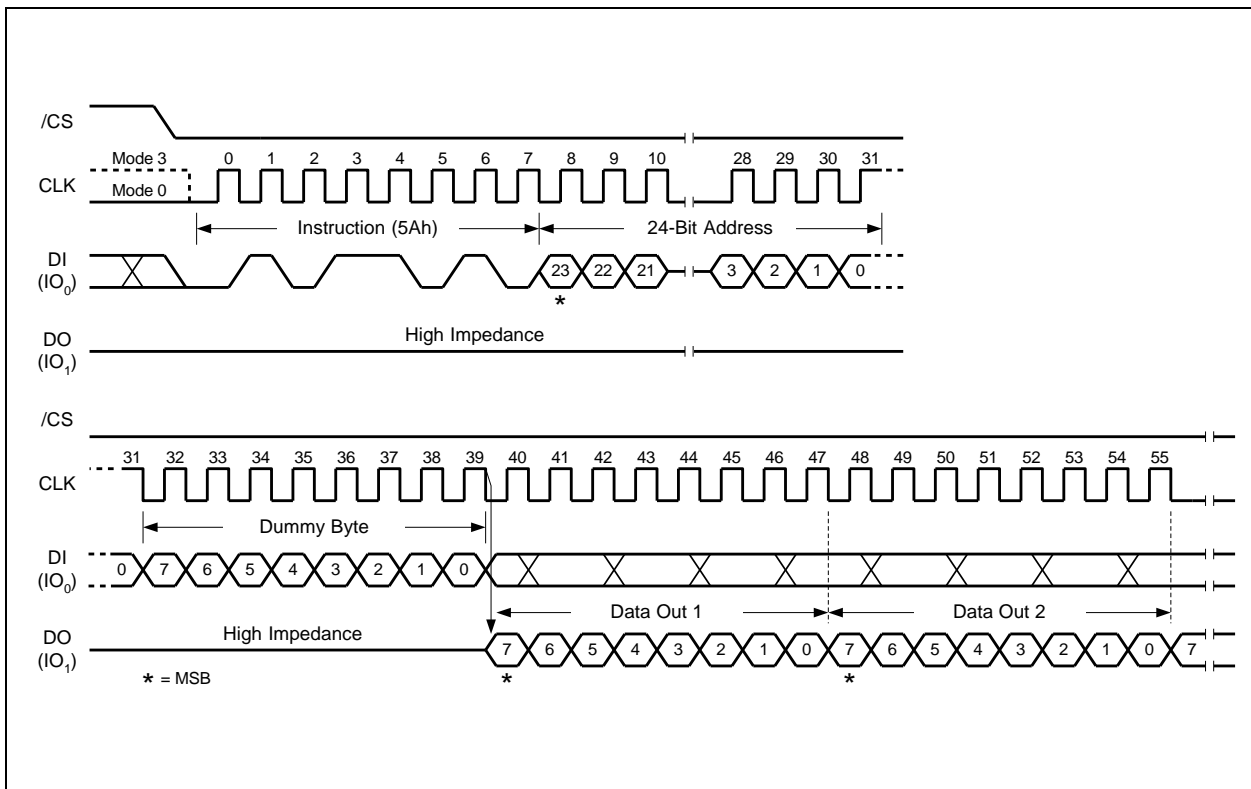 /CS
Mode 3 0 1 2 3 4 5 6 7 8 9 10 28 29 30 31
CLK Mode 0
Instruction (5Ah) 24-Bit Address
DI
(IO0) 23 22 21 3 2 1 0
*
DO High Impedance
(IO1)
/CS
31 32 33 34 35 36 37 38 39 40 41 42 43 44 45 46 47 48 49 50 51 52 53 54 55
CLK
Dummy Byte
DI
(IO0) 0 7 6 5 4 3 2 1 0
Data Out 1 Data Out 2
DO High Impedance
(IO1) 7 6 5 4 3 2 1 0 7 6 5 4 3 2 1 0 7
* = MSB * *